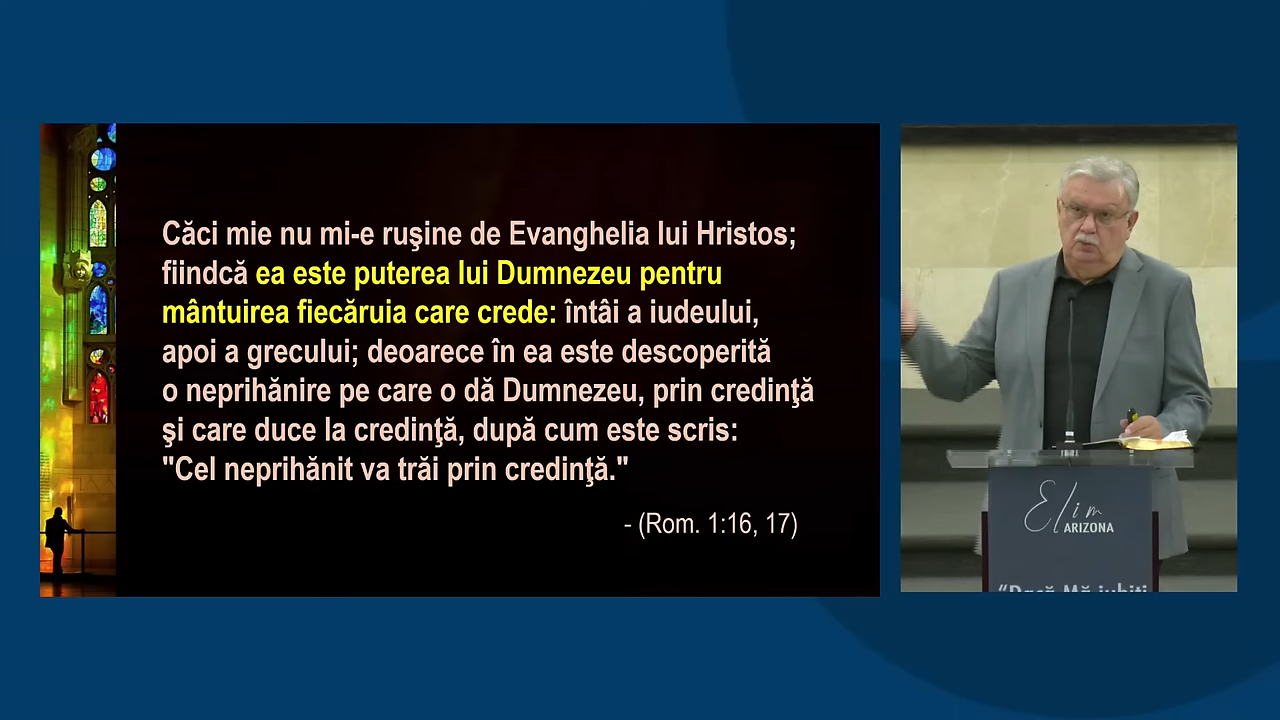 Căci mie nu mi-e ruşine de Evanghelia lui Hristos;
fiindcă ea este puterea lui Dumnezeu pentru
mântuirea fiecăruia care crede: întâi a iudeului,
apoi a grecului; deoarece în ea este descoperită
o neprihănire pe care o dă Dumnezeu, prin credinţă
şi care duce la credinţă, după cum este scris:
"Cel neprihănit va trăi prin credinţă."
- (Rom. 1:16, 17)
Elim
ARIZONA
“Dacă Mă iubiţi